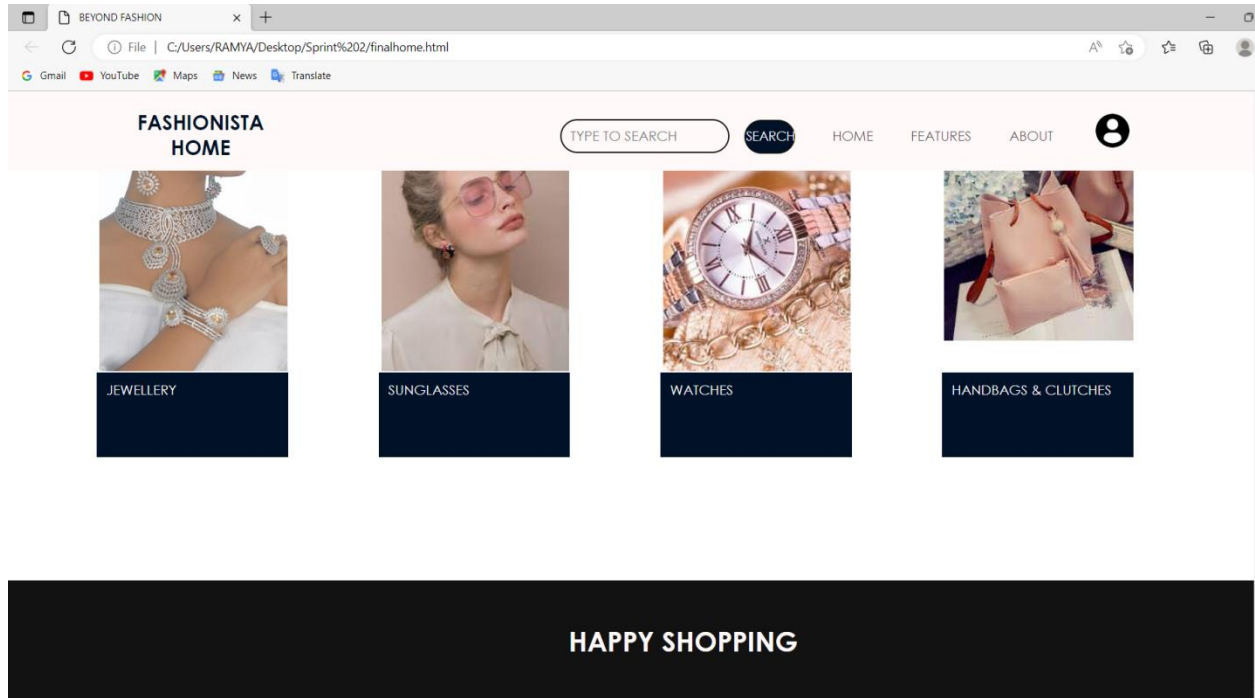 BEYOND FASHION
File | C:/Users/RAMYA/Desktop/Sprint%202/finalhome.html
Gmail YouTube Maps News Translate
FASHIONISTA
HOME
TYPE TO SEARCH SEARCH HOME FEATURES ABOUT
JEWELLERY SUNGLASSES WATCHES HANDBAGS & CLUTCHES
HAPPY SHOPPING